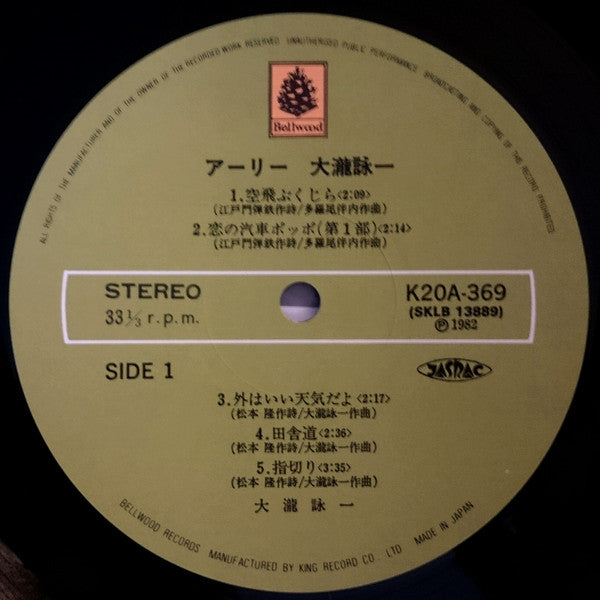 ALL RIGHTS OF THE MANUFACTURER AND OF THE OWNER OF THE RECORDED WORK RESERVED. UNAUTHORISED PUBLIC PERFORMANCE, BROADCASTING AND COPYING OF THIS RECORD PROHIBITED.
Bellwood
アーリー 大瀧詠一
1.空飛ぶくじら<2:09>
(江戸門弾鉄作詩/多羅尾伴内作曲)
2.恋の汽車ポッポ(第1部)<2:14>
(江戸門弾鉄作詩/多羅尾伴内作曲)
STEREO
33⅓ r.p.m.
K20A-369
(SKLB 13889)
Ⓟ1982
SIDE 1
JASRAC
3.外はいい天気だよ<2:17>
(松本 隆作詩/大瀧詠一作曲)
4.田舎道<2:36>
(松本 隆作詩/大瀧詠一作曲)
5.指切り<3:35>
(松本 隆作詩/大瀧詠一作曲)
大瀧詠一
BELLWOOD RECORDS MANUFACTURED BY KING RECORD CO. LTD MADE IN JAPAN